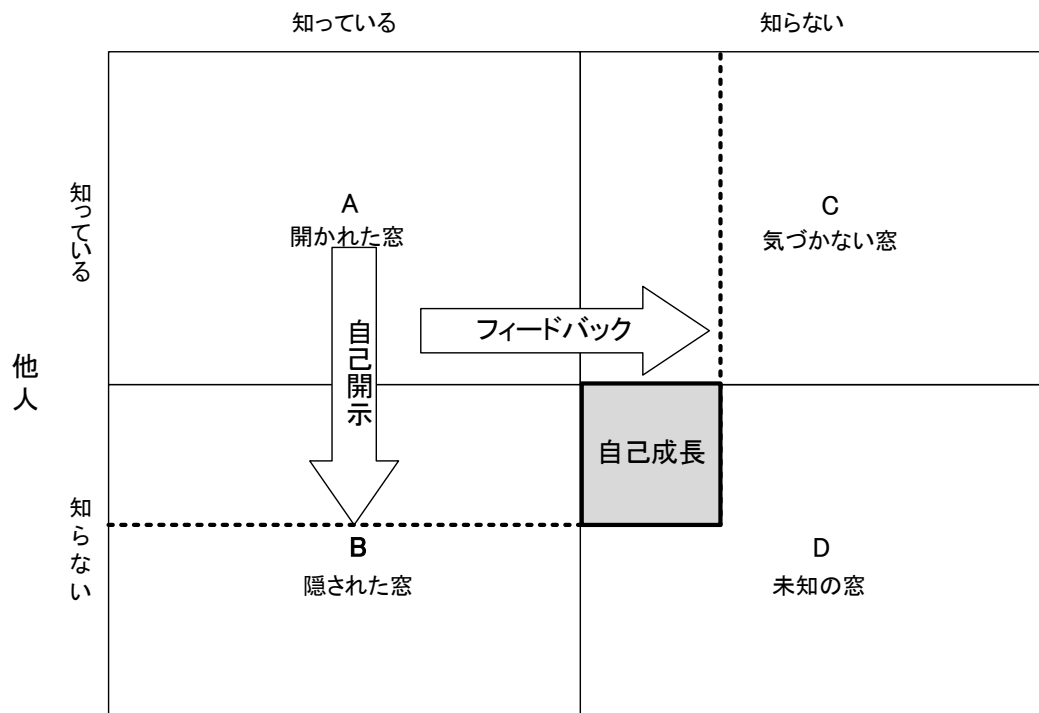 知っている
知らない
知っている
A
開かれた窓
C
気づかない窓
フィードバック
自己開示
他人
自己成長
知らない
B
隠された窓
D
未知の窓